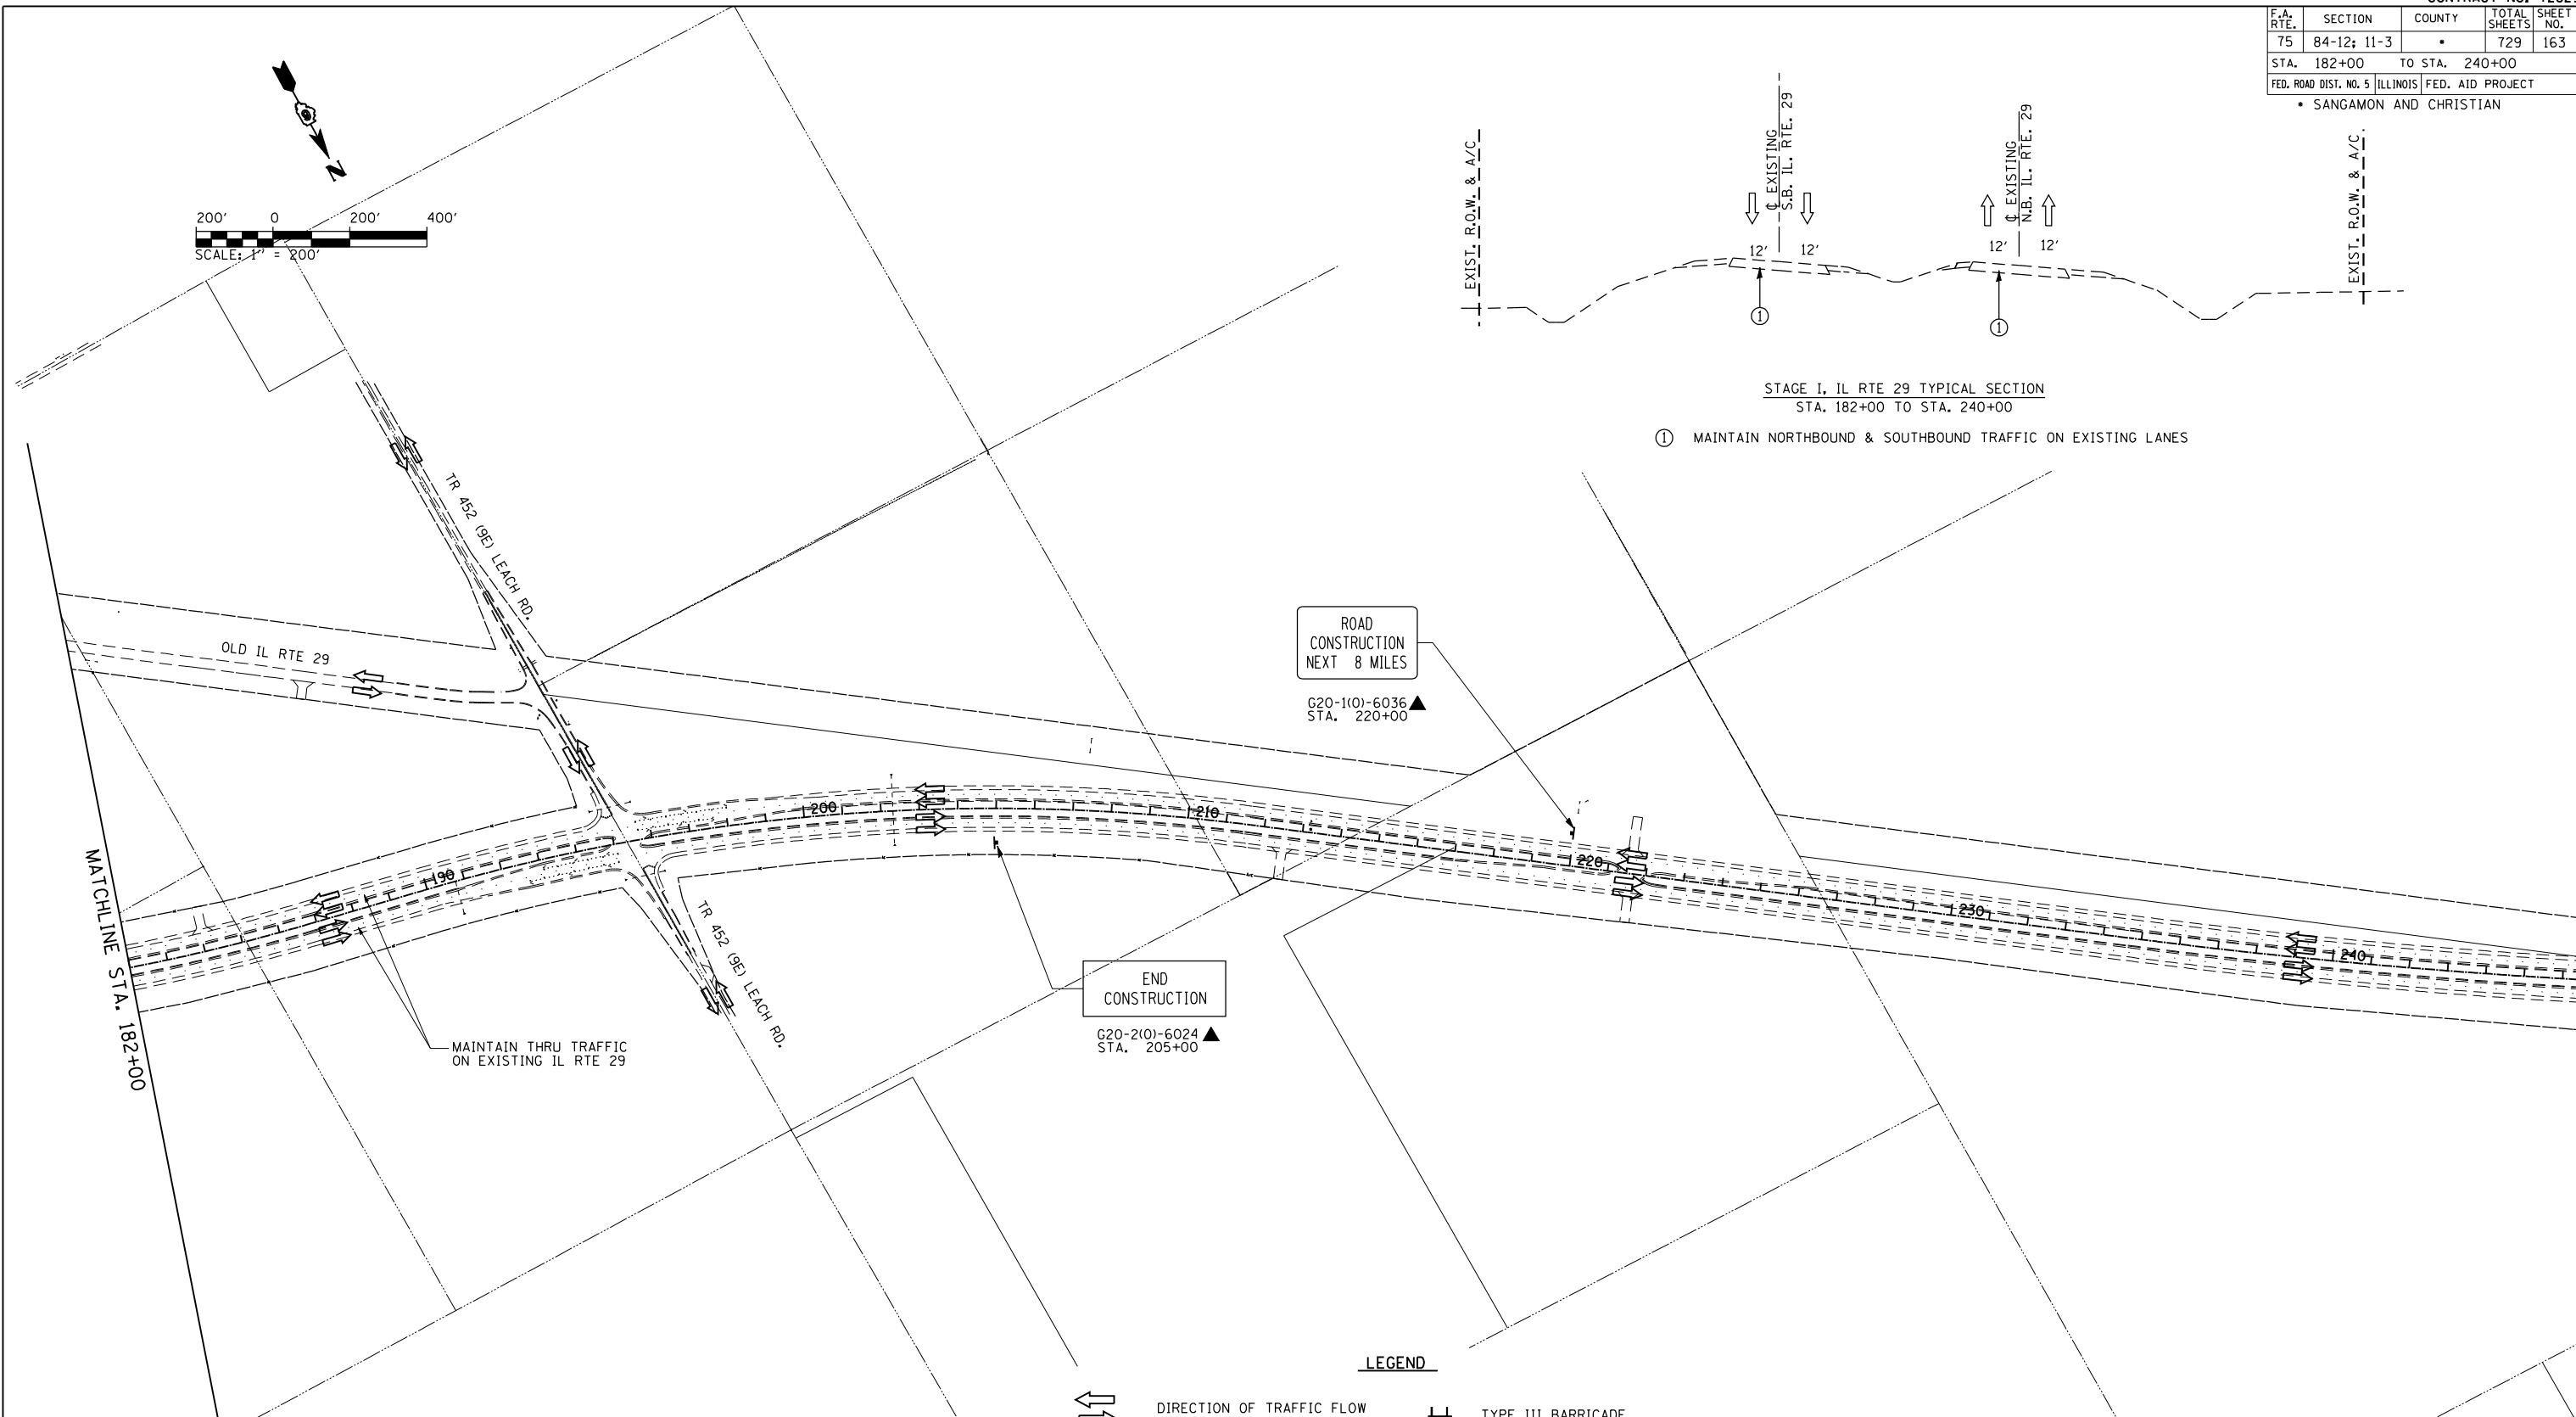 F.A. RTE. SECTION COUNTY TOTAL SHEETS SHEET NO.
75 84-12; 11-3 * 729 163
STA. 182+00 TO STA. 240+00
FED. ROAD DIST. NO. 5 ILLINOIS FED. AID PROJECT
* SANGAMON AND CHRISTIAN
N
200' 0 200' 400'
SCALE: 1" = 200'
EXIST. R.O.W. & A/C
℄ EXISTING
S.B. IL. RTE. 29
℄ EXISTING
N.B. IL. RTE. 29
EXIST. R.O.W. & A/C
12' 12'
12' 12'
1
1
STAGE I, IL RTE 29 TYPICAL SECTION
STA. 182+00 TO STA. 240+00
1 MAINTAIN NORTHBOUND & SOUTHBOUND TRAFFIC ON EXISTING LANES
TR 452 (9E) LEACH RD.
OLD IL RTE 29
ROAD
CONSTRUCTION
NEXT 8 MILES
G20-1(0)-6036
STA. 220+00
190
200
210
220
230
240
MATCHLINE STA. 182+00
TR 452 (9E) LEACH RD.
END
CONSTRUCTION
G20-2(0)-6024
STA. 205+00
MAINTAIN THRU TRAFFIC
ON EXISTING IL RTE 29
LEGEND
DIRECTION OF TRAFFIC FLOW
TYPE III BARRICADE